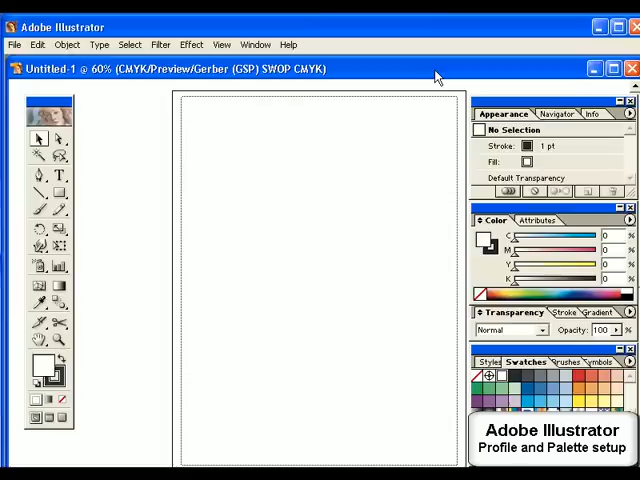 Adobe Illustrator
File Edit Object Type Select Filter Effect View Window Help
Untitled-1 @ 60% (CMYK/Preview/Gerber (GSP) SWOP CMYK)
Appearance Navigator Info
No Selection
Stroke: 1 pt
Fill:
Default Transparency
Color Attributes
C 0 %
M 0
Y 0
K 0 %
Transparency Stroke Gradient
Normal Opacity: 100 %
Styles Swatches Brushes Symbols
Adobe Illustrator
Profile and Palette setup